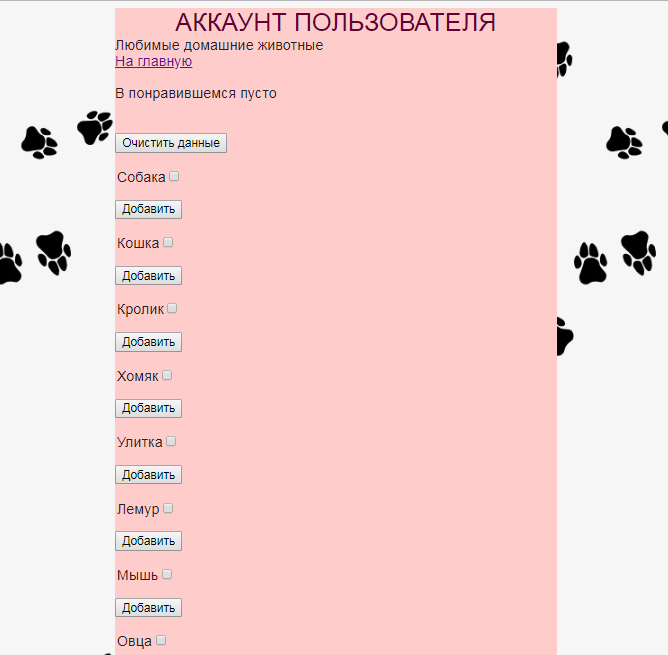 АККАУНТ ПОЛЬЗОВАТЕЛЯ
Любимые домашние животные
На главную
В понравившемся пусто
Очистить данные
Собака
Добавить
Кошка
Добавить
Кролик
Добавить
Хомяк
Добавить
Улитка
Добавить
Лемур
Добавить
Мышь
Добавить
Овца